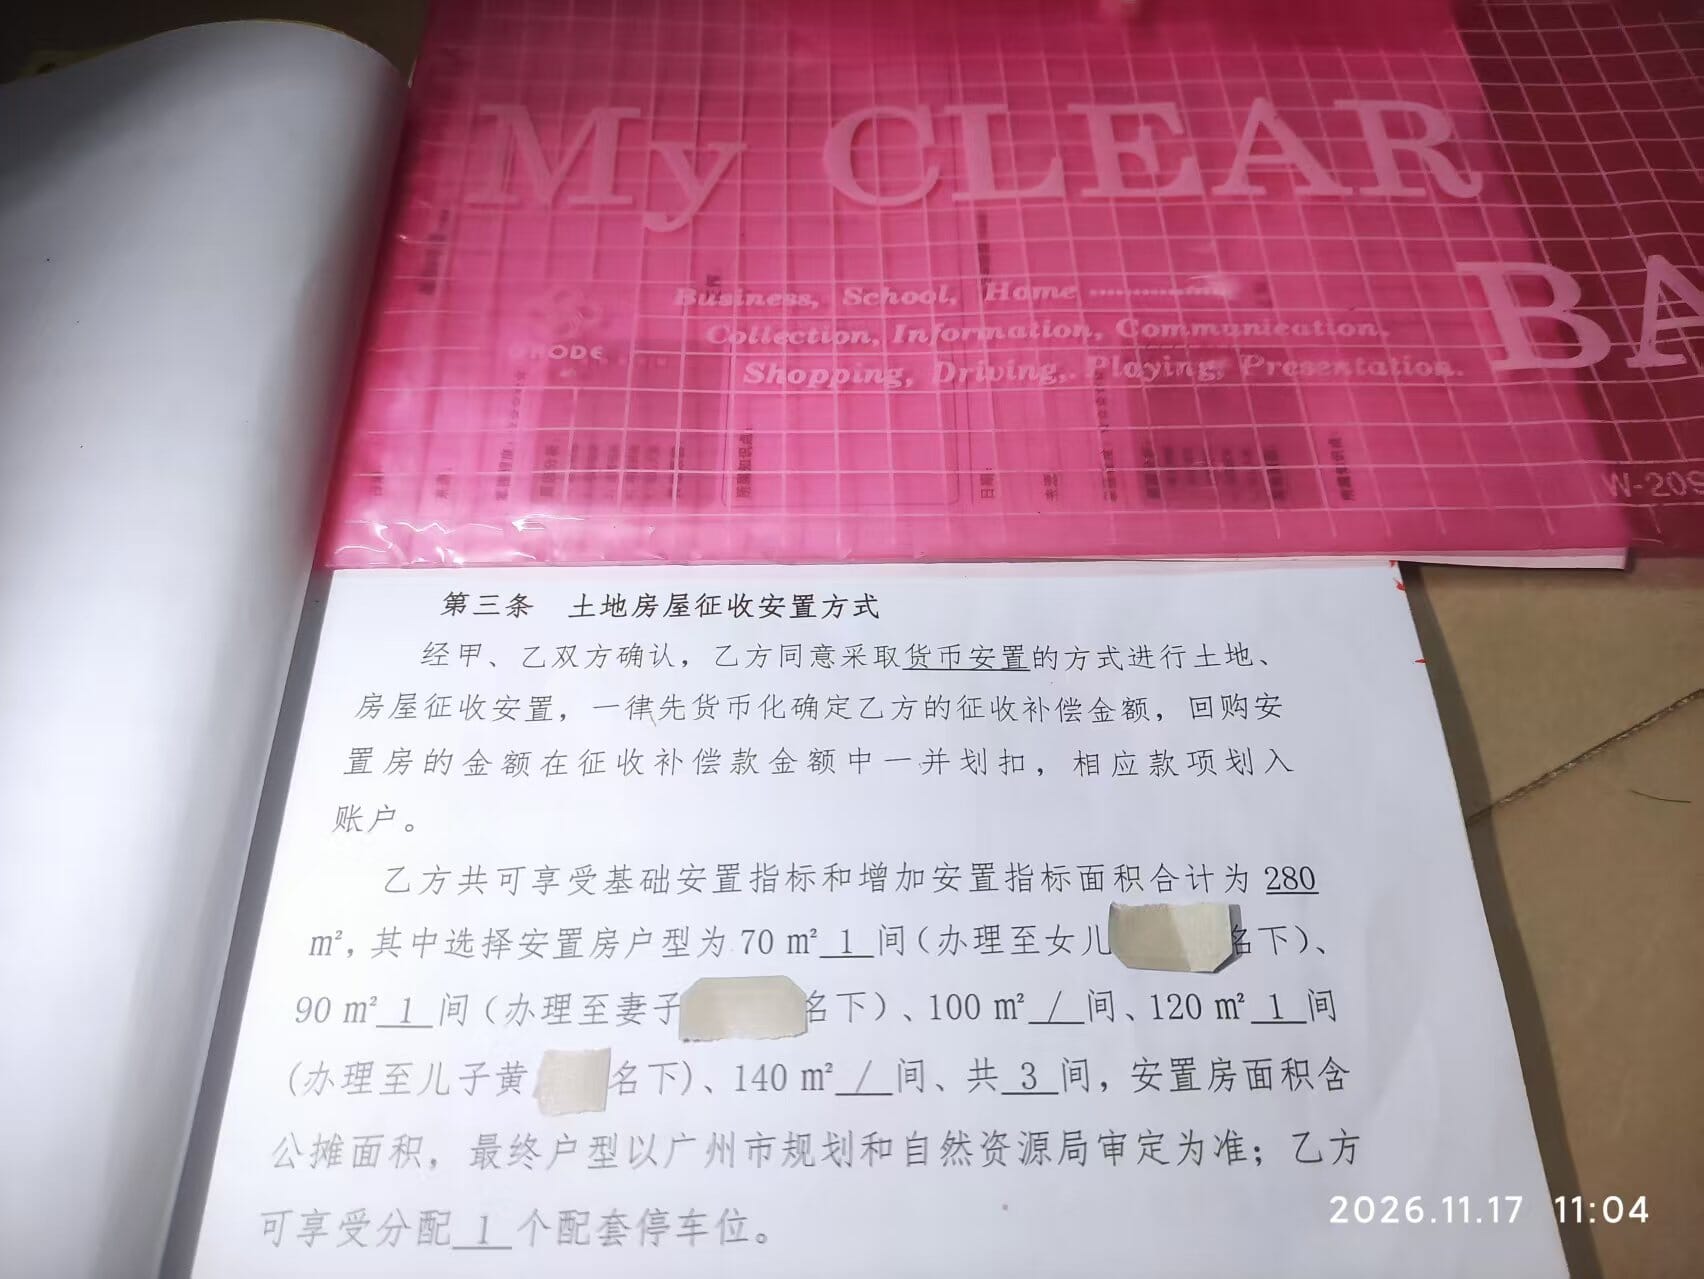 My CLEAR
BA
Business, School, Home
Collection, Information, Communication.
Shopping, Driving, Playing, Presentation.
W-209
第三条 土地房屋征收安置方式
经甲、乙双方确认，乙方同意采取货币安置的方式进行土地、
房屋征收安置，一律先货币化确定乙方的征收补偿金额，回购安
置房的金额在征收补偿款金额中一并划扣，相应款项划入
账户。
乙方共可享受基础安置指标和增加安置指标面积合计为 280
m²，其中选择安置房户型为 70 m² 1 间（办理至女儿 名下）、
90 m² 1 间（办理至妻子 名下）、100 m² / 间、120 m² 1 间
（办理至儿子黄 名下）、140 m² / 间、共 3 间，安置房面积含
公摊面积，最终户型以广州市规划和自然资源局审定为准；乙方
可享受分配 1 个配套停车位。
2026.11.17 11:04